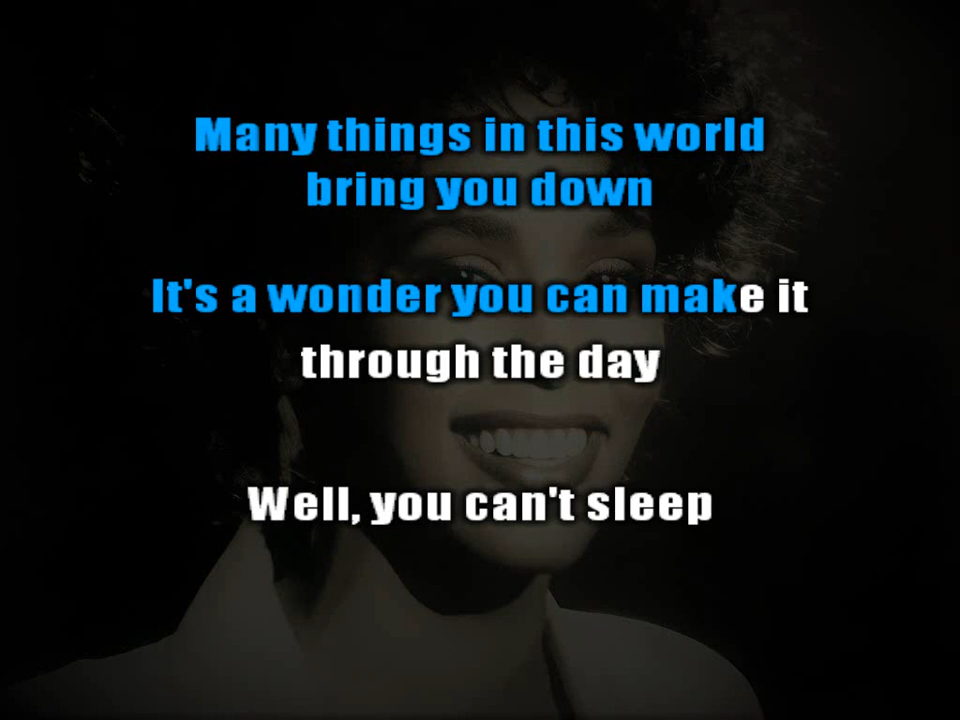 Many things in this world
bring you down
It's a wonder you can make it
through the day
Well, you can't sleep